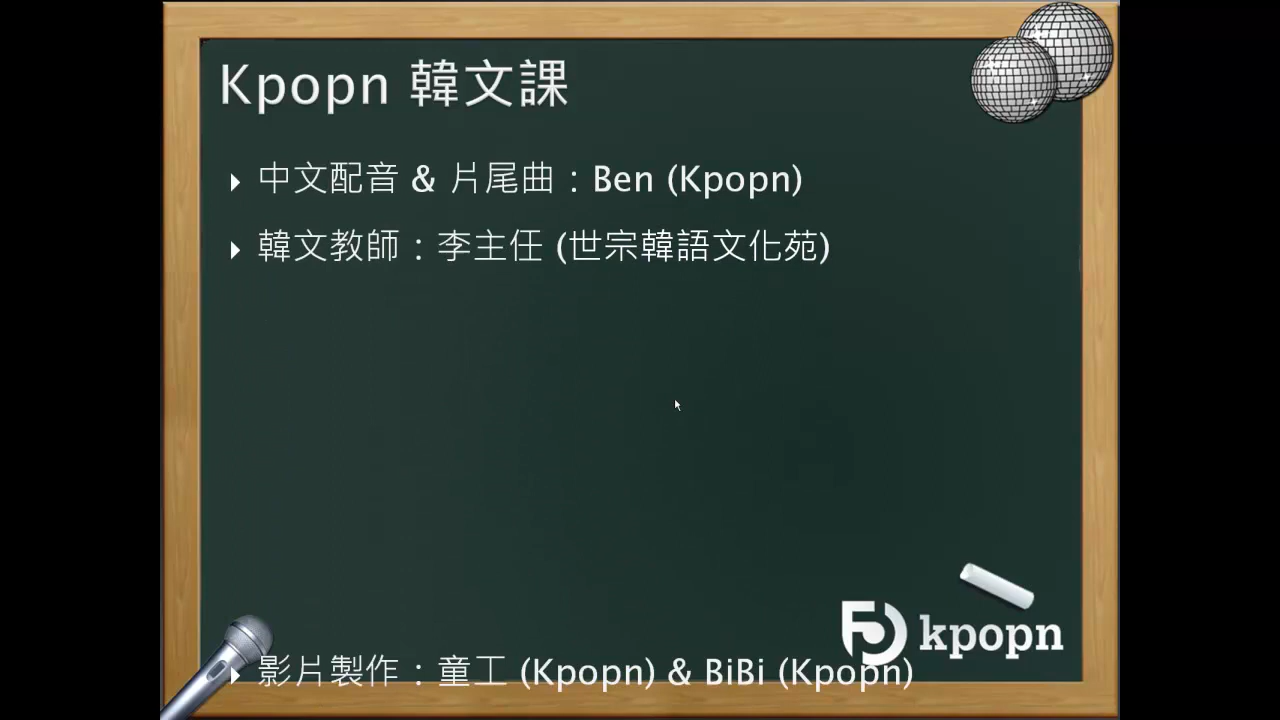 Kpopn 韓文課
中文配音 & 片尾曲：Ben (Kpopn)
韓文教師：李主任 (世宗韓語文化苑)
kpopn
影片製作：童工 (Kpopn) & BiBi (Kpopn)